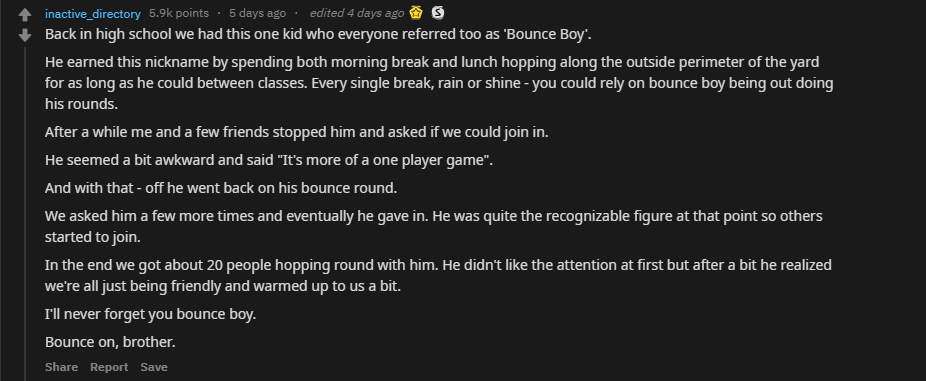 inactive_directory 5.9k points · 5 days ago · edited 4 days ago
Back in high school we had this one kid who everyone referred too as 'Bounce Boy'.
He earned this nickname by spending both morning break and lunch hopping along the outside perimeter of the yard
for as long as he could between classes. Every single break, rain or shine - you could rely on bounce boy being out doing
his rounds.
After a while me and a few friends stopped him and asked if we could join in.
He seemed a bit awkward and said "It's more of a one player game".
And with that - off he went back on his bounce round.
We asked him a few more times and eventually he gave in. He was quite the recognizable figure at that point so others
started to join.
In the end we got about 20 people hopping round with him. He didn't like the attention at first but after a bit he realized
we're all just being friendly and warmed up to us a bit.
I'll never forget you bounce boy.
Bounce on, brother.
Share Report Save